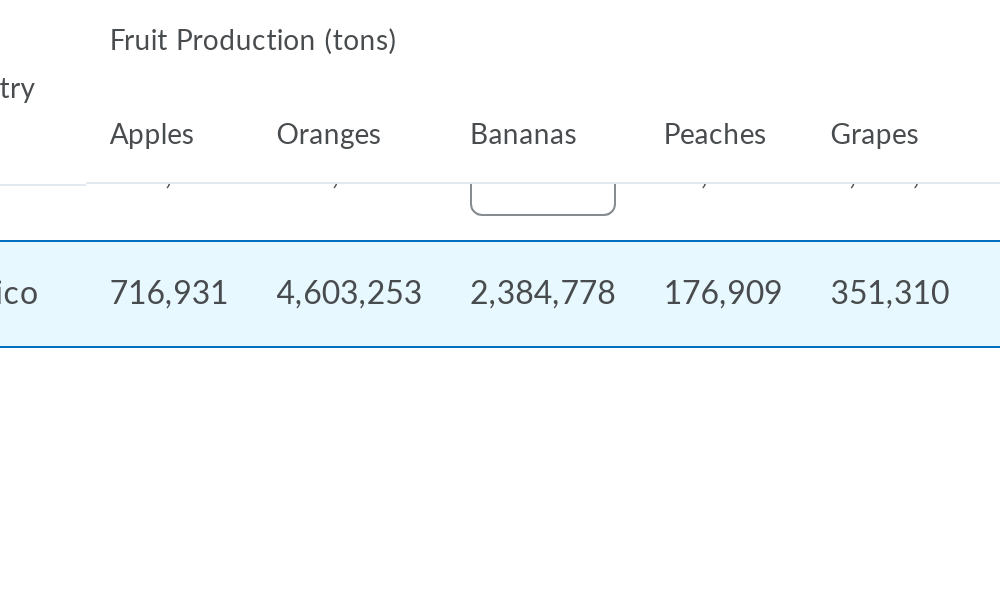 Fruit Production (tons)
try
Apples Oranges Bananas Peaches Grapes
ico 716,931 4,603,253 2,384,778 176,909 351,310